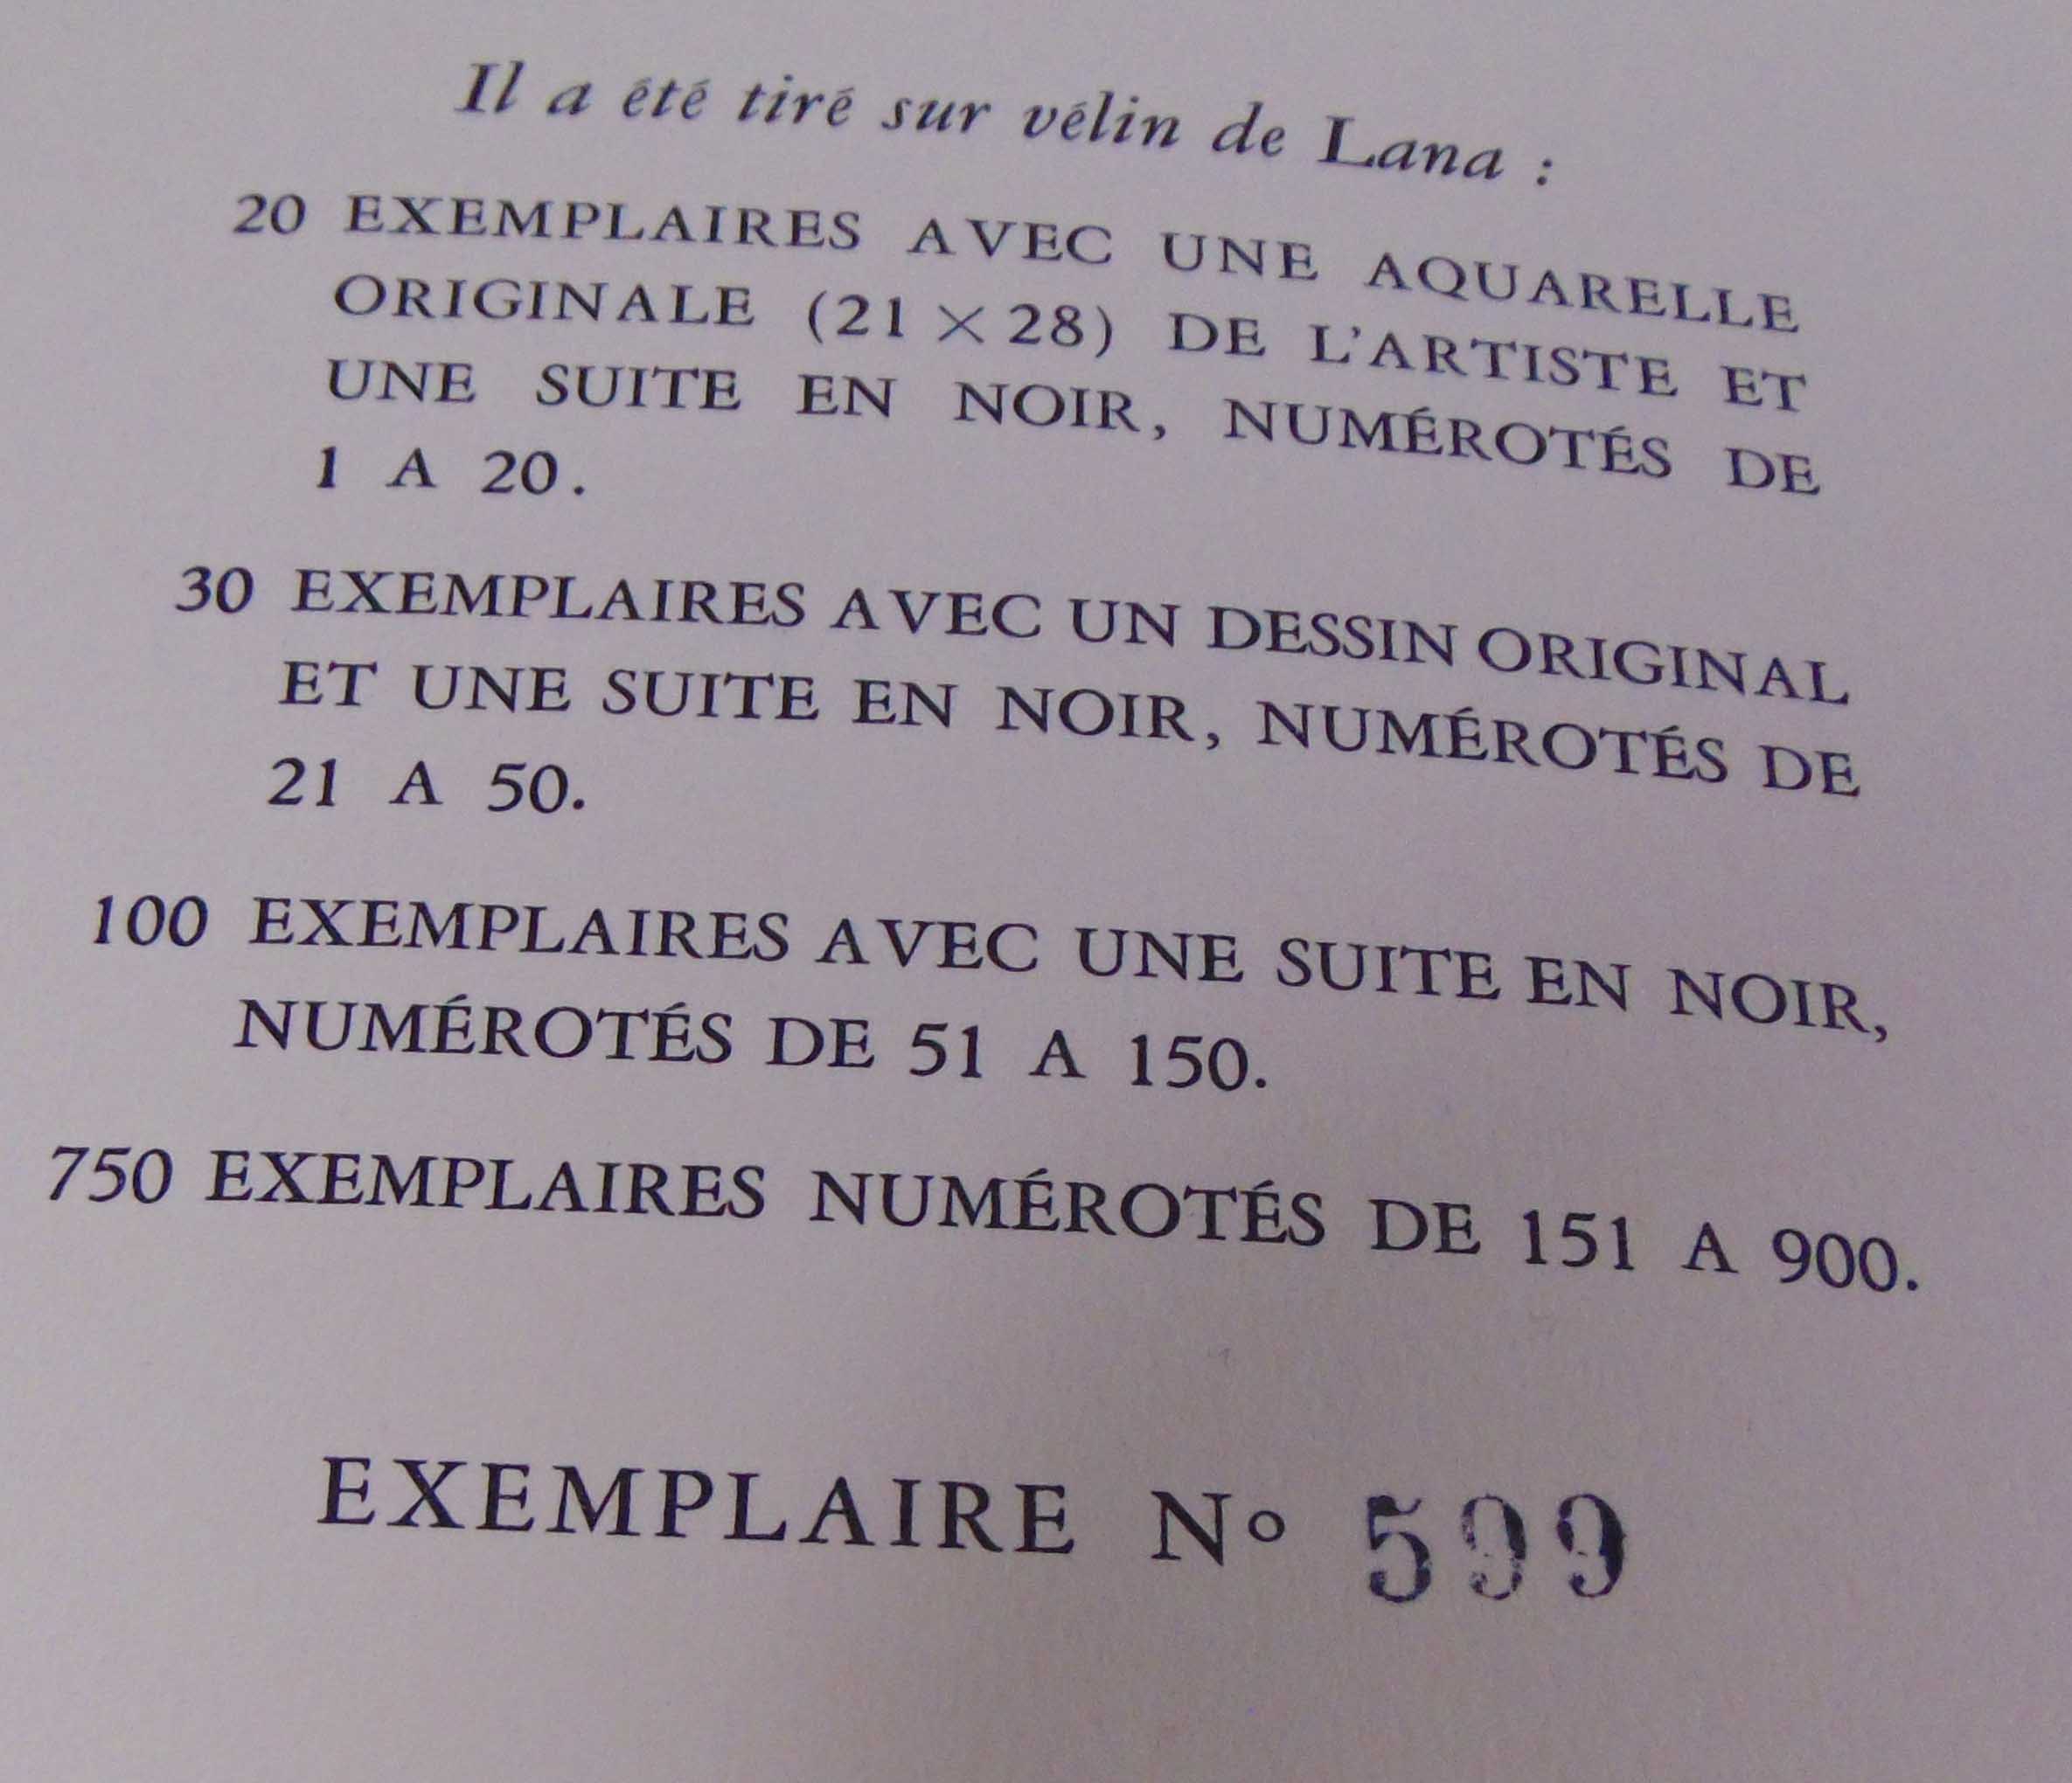 Il a été tiré sur vélin de Lana :
20 EXEMPLAIRES AVEC UNE AQUARELLE
ORIGINALE (21 × 28) DE L'ARTISTE ET
UNE SUITE EN NOIR, NUMÉROTÉS DE
1 A 20.
30 EXEMPLAIRES AVEC UN DESSIN ORIGINAL
ET UNE SUITE EN NOIR, NUMÉROTÉS DE
21 A 50.
100 EXEMPLAIRES AVEC UNE SUITE EN NOIR,
NUMÉROTÉS DE 51 A 150.
750 EXEMPLAIRES NUMÉROTÉS DE 151 A 900.
EXEMPLAIRE Nº 599